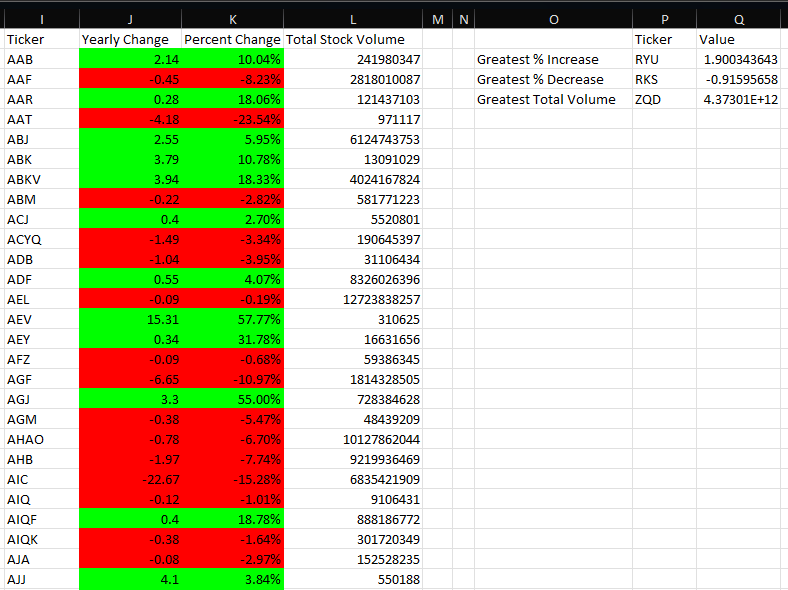 I J K L M N O P Q
Ticker Yearly Change Percent Change Total Stock Volume Ticker Value
AAB 2.14 10.04% 241980347 Greatest % Increase RYU 1.900343643
AAF -0.45 -8.23% 2818010087 Greatest % Decrease RKS -0.91595658
AAR 0.28 18.06% 121437103 Greatest Total Volume ZQD 4.37301E+12
AAT -4.18 -23.54% 971117
ABJ 2.55 5.95% 6124743753
ABK 3.79 10.78% 13091029
ABKV 3.94 18.33% 4024167824
ABM -0.22 -2.82% 581771223
ACJ 0.4 2.70% 5520801
ACYQ -1.49 -3.34% 190645397
ADB -1.04 -3.95% 31106434
ADF 0.55 4.07% 8326026396
AEL -0.09 -0.19% 12723838257
AEV 15.31 57.77% 310625
AEY 0.34 31.78% 16631656
AFZ -0.09 -0.68% 59386345
AGF -6.65 -10.97% 1814328505
AGJ 3.3 55.00% 728384628
AGM -0.38 -5.47% 48439209
AHAO -0.78 -6.70% 10127862044
AHB -1.97 -7.74% 9219936469
AIC -22.67 -15.28% 6835421909
AIQ -0.12 -1.01% 9106431
AIQF 0.4 18.78% 888186772
AIQK -0.38 -1.64% 301720349
AJA -0.08 -2.97% 152528235
AJJ 4.1 3.84% 550188